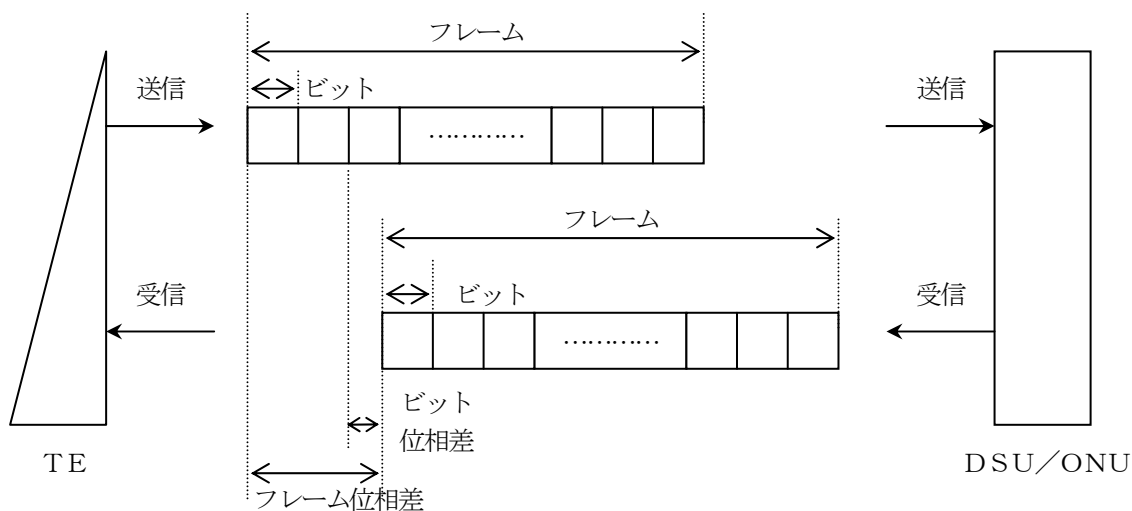 フレーム
送信
ビット
送信
…………
フレーム
受信
ビット
受信
…………
ビット
位相差
TE
DSU/ONU
フレーム位相差